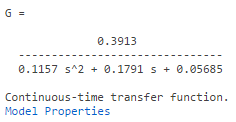 G =
0.3913
-------------------------------
0.1157 s^2 + 0.1791 s + 0.05685
Continuous-time transfer function.
Model Properties